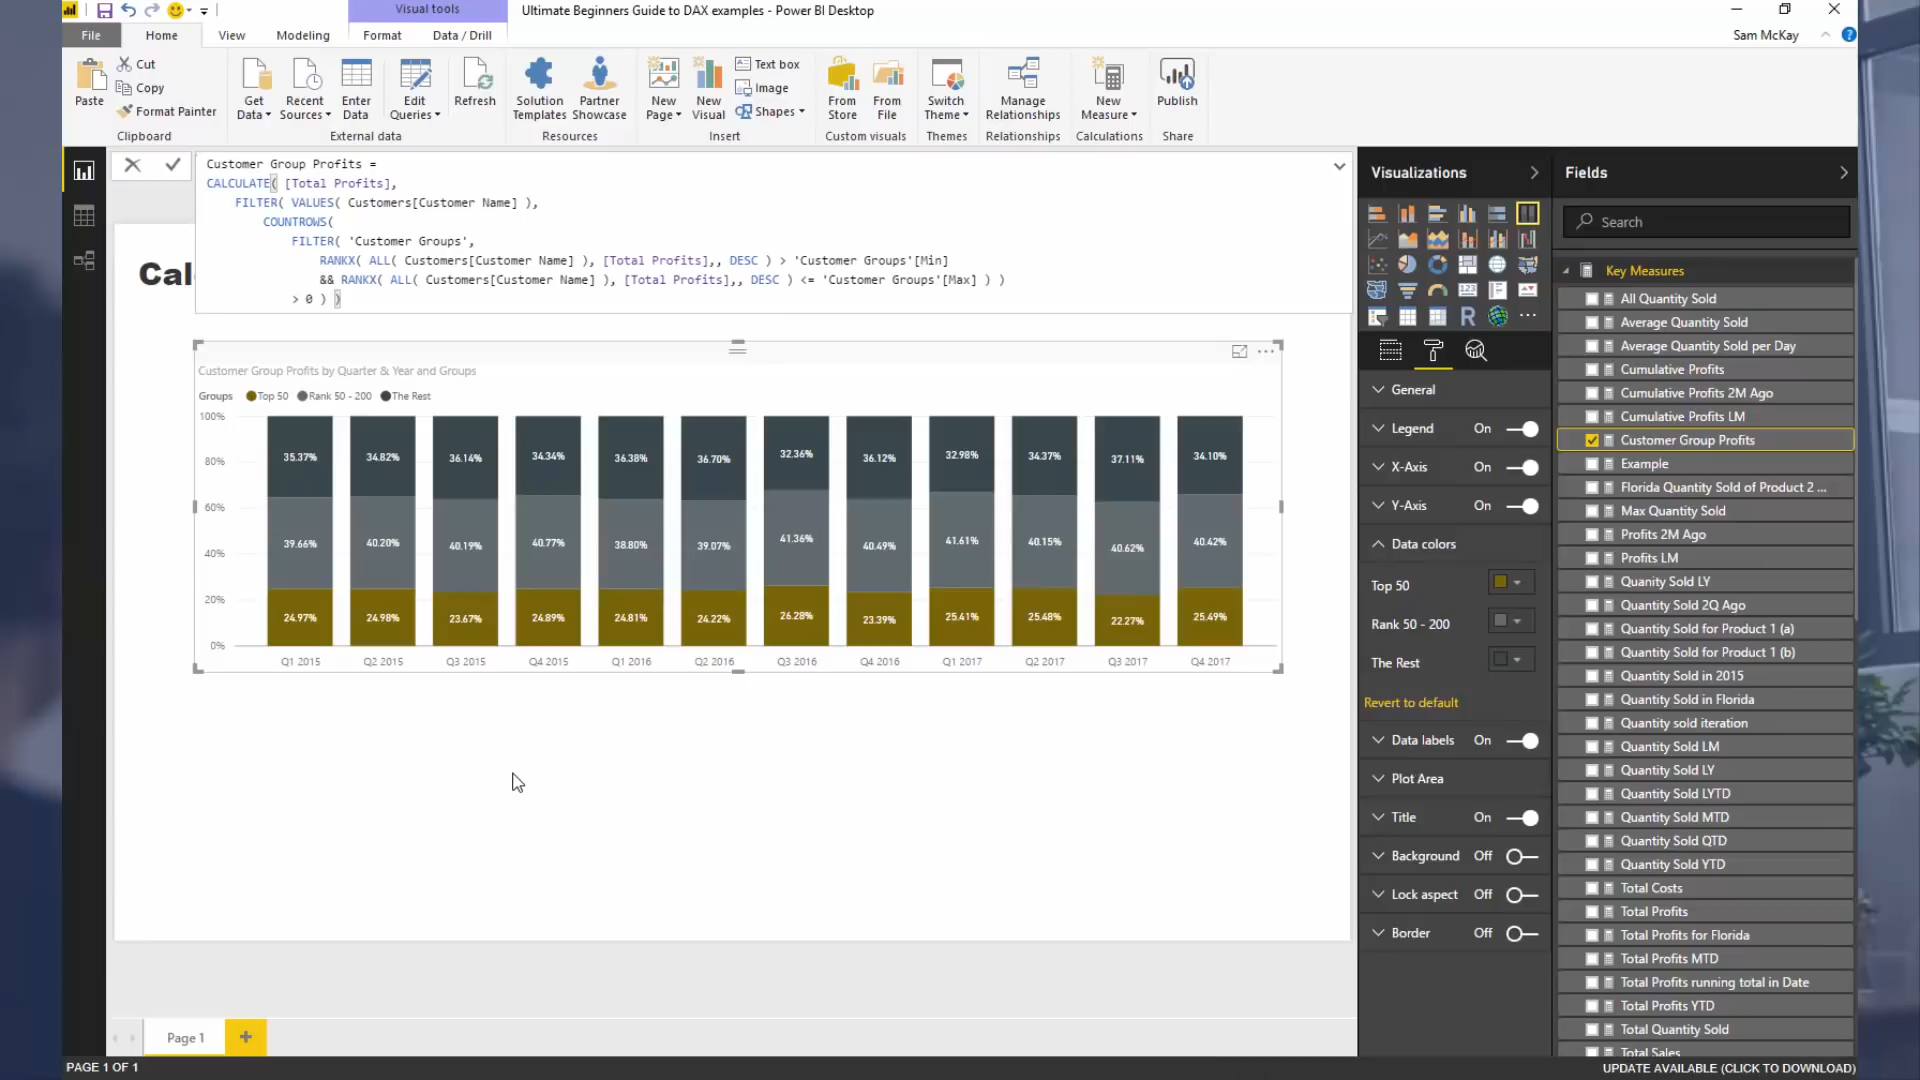 Visual tools
Ultimate Beginners Guide to DAX examples - Power BI Desktop
File
Home
View
Modeling
Format
Data / Drill
Sam McKay
Paste
Cut
Copy
Format Painter
Clipboard
Get Data
Recent Sources
Enter Data
Edit Queries
External data
Refresh
Solution Templates
Partner Showcase
Resources
New Page
New Visual
Text box
Image
Shapes
Insert
From Store
From File
Custom visuals
Switch Theme
Themes
Manage Relationships
Relationships
New Measure
Calculations
Publish
Share
Customer Group Profits =
CALCULATE( [Total Profits],
FILTER( VALUES( Customers[Customer Name] ),
COUNTROWS(
FILTER( 'Customer Groups',
RANKX( ALL( Customers[Customer Name] ), [Total Profits],, DESC ) > 'Customer Groups'[Min]
&& RANKX( ALL( Customers[Customer Name] ), [Total Profits],, DESC ) <= 'Customer Groups'[Max] ) )
> 0 ) )
Customer Group Profits by Quarter & Year and Groups
Groups Top 50 Rank 50 - 200 The Rest
100%
80%
60%
40%
20%
0%
35.37% 34.82% 36.14% 34.34% 36.38% 36.70% 32.36% 36.12% 32.98% 34.37% 37.11% 34.10%
39.66% 40.20% 40.19% 40.77% 38.80% 39.07% 41.36% 40.49% 41.61% 40.15% 40.62% 40.42%
24.97% 24.98% 23.67% 24.89% 24.81% 24.22% 26.28% 23.39% 25.41% 25.48% 22.27% 25.49%
Q1 2015 Q2 2015 Q3 2015 Q4 2015 Q1 2016 Q2 2016 Q3 2016 Q4 2016 Q1 2017 Q2 2017 Q3 2017 Q4 2017
Page 1
PAGE 1 OF 1
Visualizations
General
Legend On
X-Axis On
Y-Axis On
Data colors
Top 50
Rank 50 - 200
The Rest
Revert to default
Data labels On
Plot Area
Title On
Background Off
Lock aspect Off
Border Off
Fields
Search
Key Measures
All Quantity Sold
Average Quantity Sold
Average Quantity Sold per Day
Cumulative Profits
Cumulative Profits 2M Ago
Cumulative Profits LM
Customer Group Profits
Example
Florida Quantity Sold of Product 2 ...
Max Quantity Sold
Profits 2M Ago
Profits LM
Quanity Sold LY
Quantity Sold 2Q Ago
Quantity Sold for Product 1 (a)
Quantity Sold for Product 1 (b)
Quantity Sold in 2015
Quantity Sold in Florida
Quantity sold iteration
Quantity Sold LM
Quantity Sold LY
Quantity Sold LYTD
Quantity Sold MTD
Quantity Sold QTD
Quantity Sold YTD
Total Costs
Total Profits
Total Profits for Florida
Total Profits MTD
Total Profits running total in Date
Total Profits YTD
Total Quantity Sold
Total Sales
UPDATE AVAILABLE (CLICK TO DOWNLOAD)